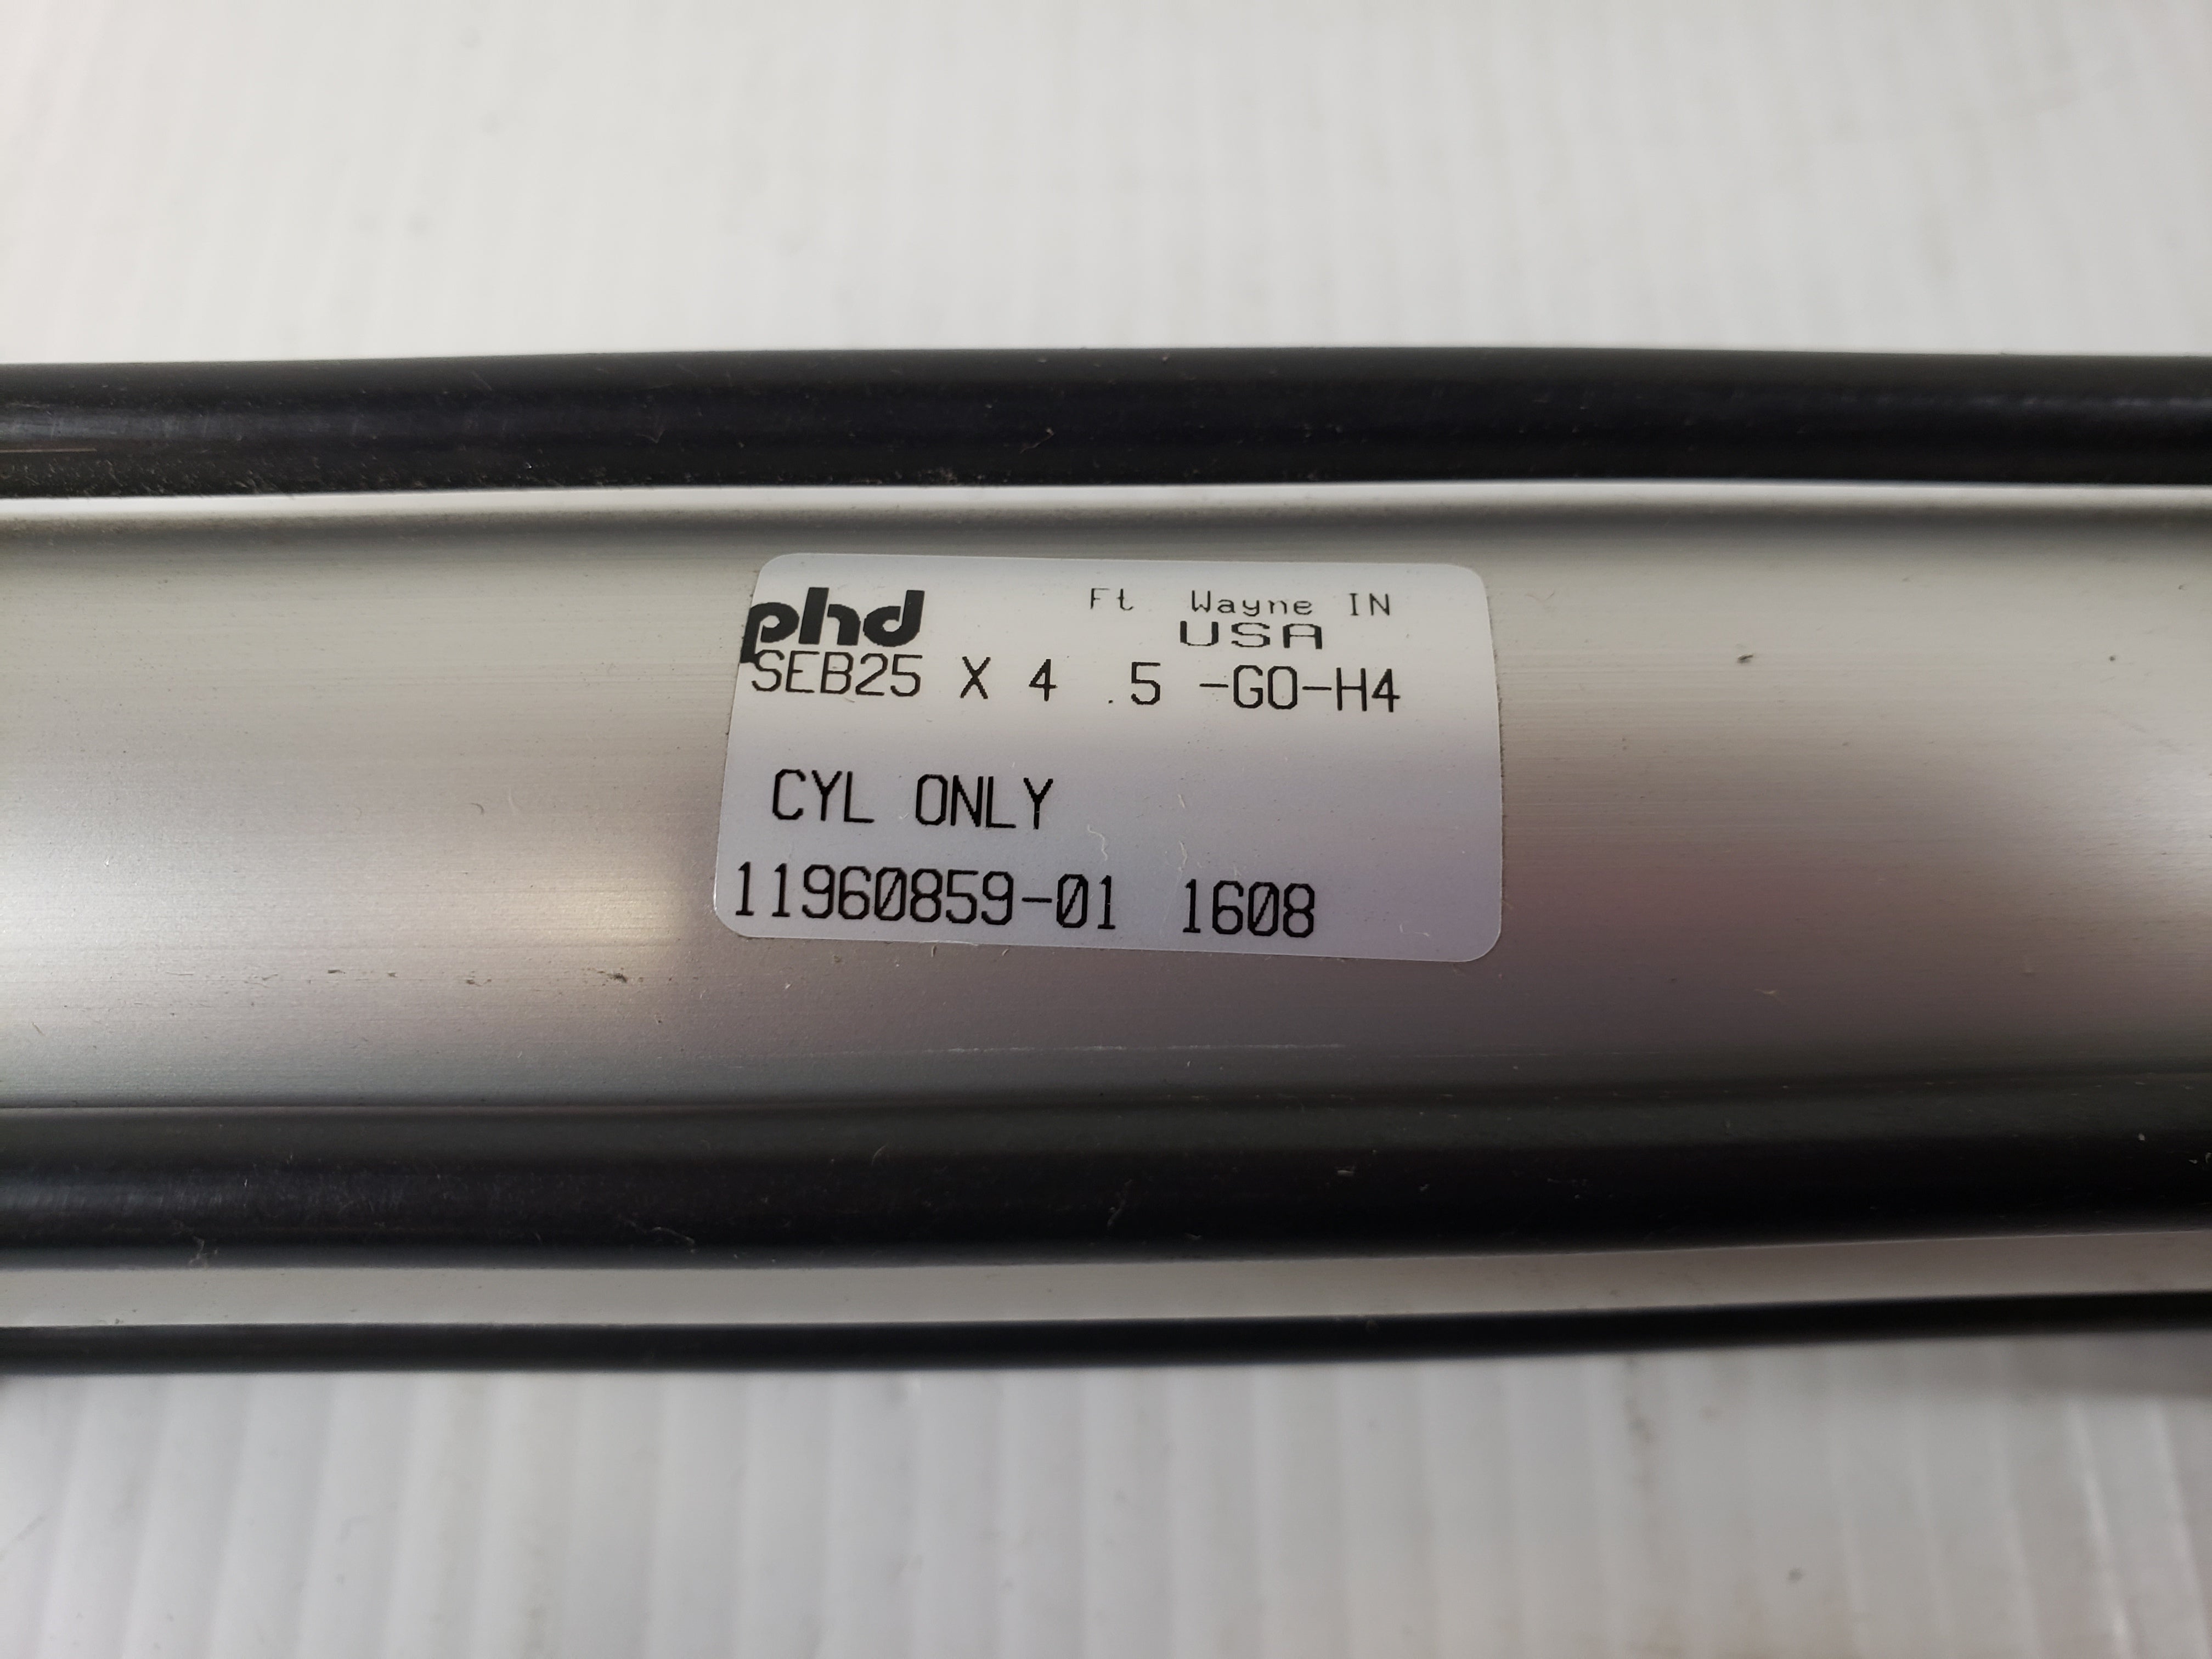 phd Ft Wayne IN
USA
SEB25 X 4 .5 -GO-H4
CYL ONLY
11960859-01 1608